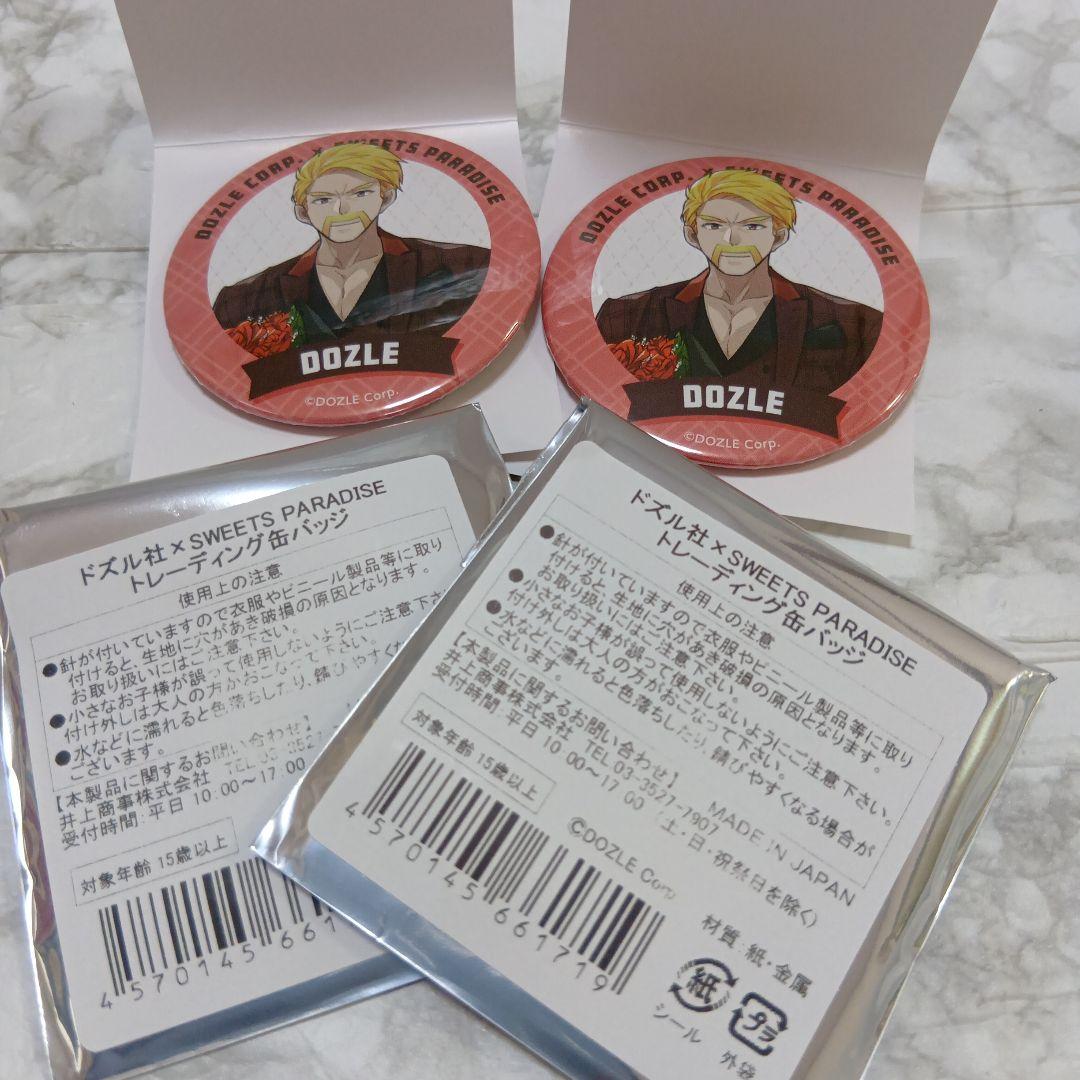 DOZLE CORP. × SWEETS PARADISE
DOZLE
©DOZLE Corp.
DOZLE CORP. × SWEETS PARADISE
DOZLE
©DOZLE Corp.
ドズル社×SWEETS PARADISE
トレーディング缶バッジ
使用上の注意
●針が付いていますので衣服やビニール製品等に取り
付けると、生地に穴があき破損の原因となります。
お取り扱いにはご注意下さい。
●小さなお子様が誤って使用しないようにご注意下さ
付け外しは大人の方がおこなって下さい。
●水などに濡れると色落ちしたり、錆びやすくな
ございます。
【本製品に関するお問い合わせ】
井上商事株式会社 TEL 03-3527
受付時間:平日 10:00~17:00
対象年齢 15歳以上
4570145661
ドズル社×SWEETS PARADISE
トレーディング缶バッジ
使用上の注意
●針が付いていますので衣服やビニール製品等に取り
付けると、生地に穴があき破損の原因となります。
お取り扱いにはご注意下さい。
●小さなお子様が誤って使用しないようにご注意下さい。
付け外しは大人の方がおこなって下さい。
●水などに濡れると色落ちしたり、錆びやすくなる場合が
ございます。
【本製品に関するお問い合わせ】
井上商事株式会社 TEL 03-3527-7907
受付時間:平日 10:00~17:00 (土・日・祝祭日を除く)
MADE IN JAPAN
対象年齢 15歳以上
©DOZLE Corp
4570145661719
材質:紙・金属
紙
シール
プラ
外袋